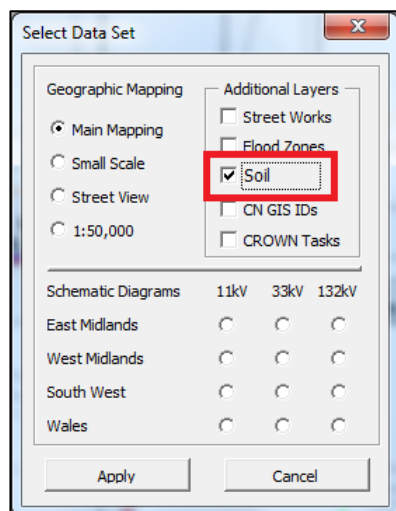 Select Data Set
Geographic Mapping
Main Mapping
Small Scale
Street View
1:50,000
Additional Layers
Street Works
Flood Zones
Soil
CN GIS IDs
CROWN Tasks
Schematic Diagrams 11kV 33kV 132kV
East Midlands
West Midlands
South West
Wales
Apply Cancel